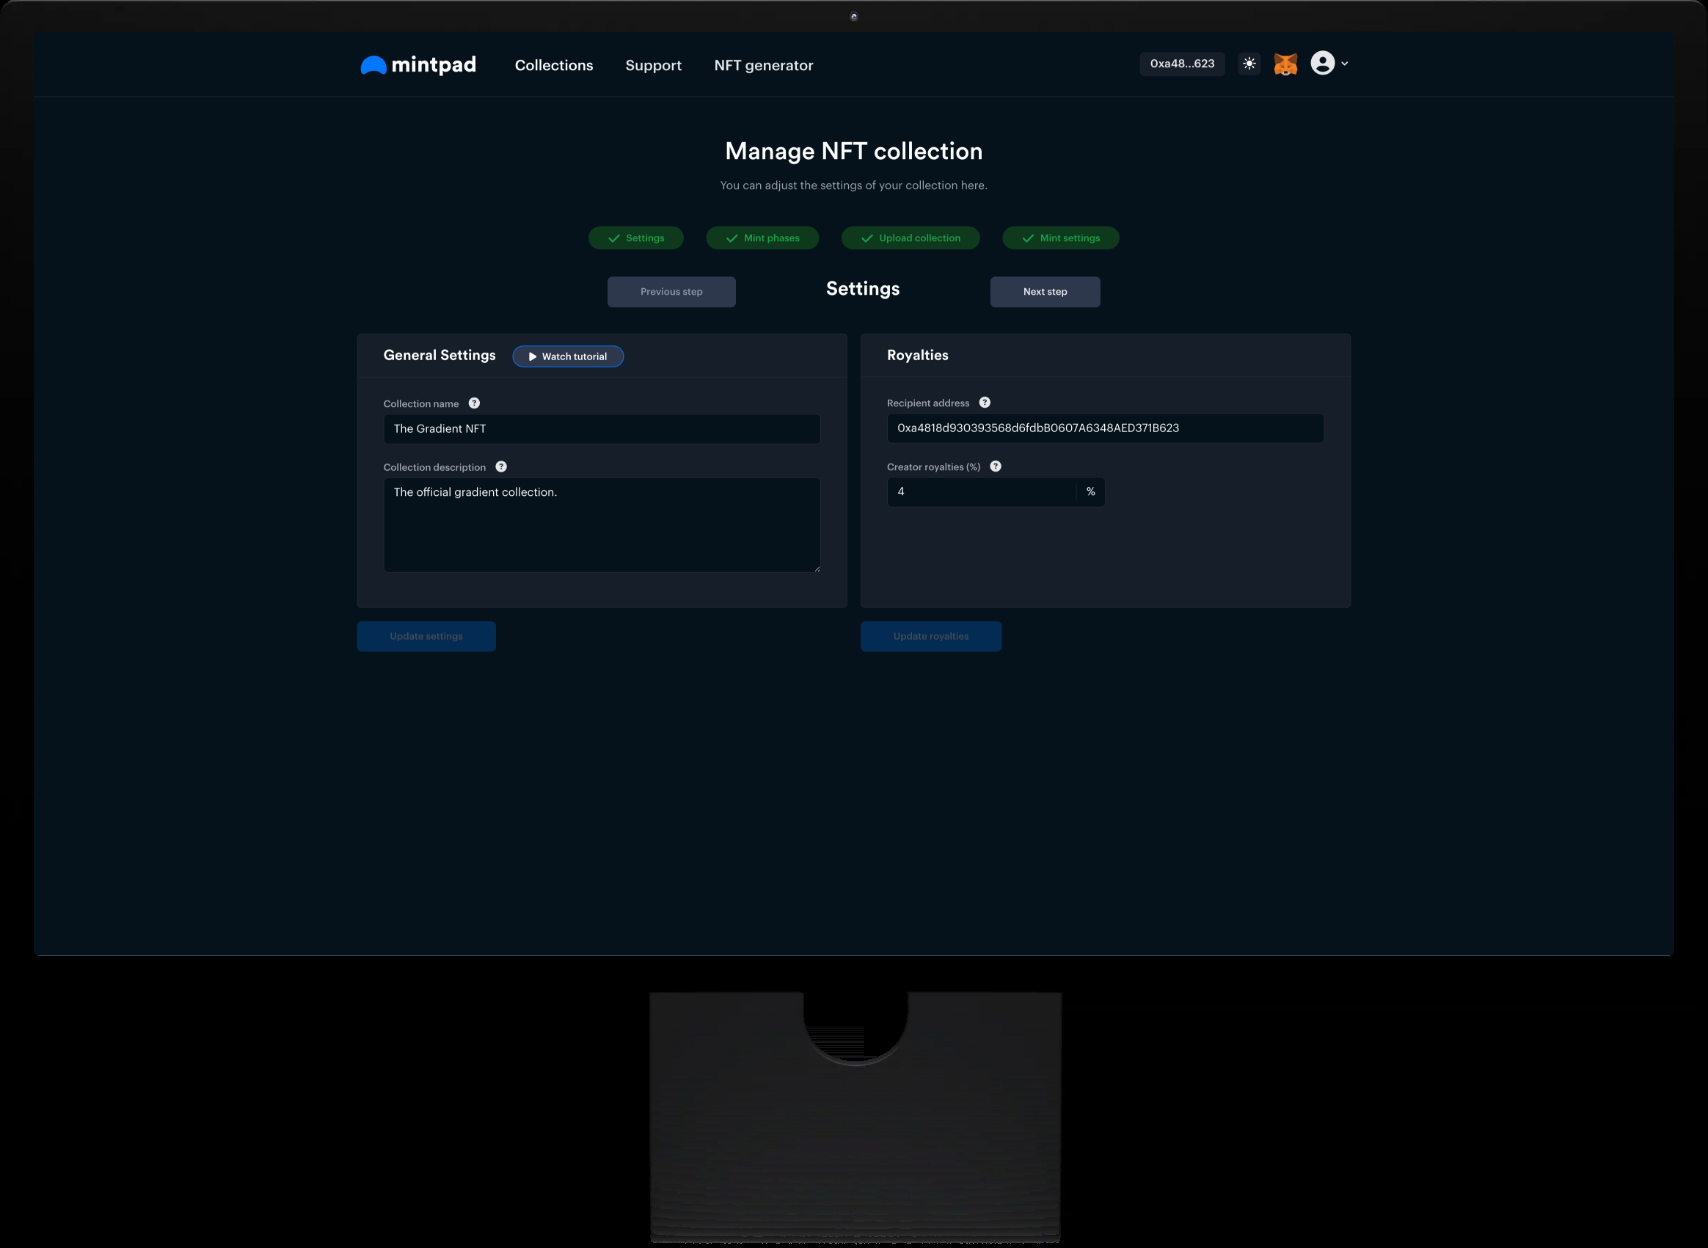 mintpad
Collections
Support
NFT generator
0xa48...623
Manage NFT collection
You can adjust the settings of your collection here.
Settings
Mint phases
Upload collection
Mint settings
Previous step
Settings
Next step
General Settings
Watch tutorial
Collection name ?
The Gradient NFT
Collection description ?
The official gradient collection.
Update settings
Royalties
Recipient address ?
0xa4818d930393568d6fdbB0607A6348AED371B623
Creator royalties (%) ?
4 %
Update royalties